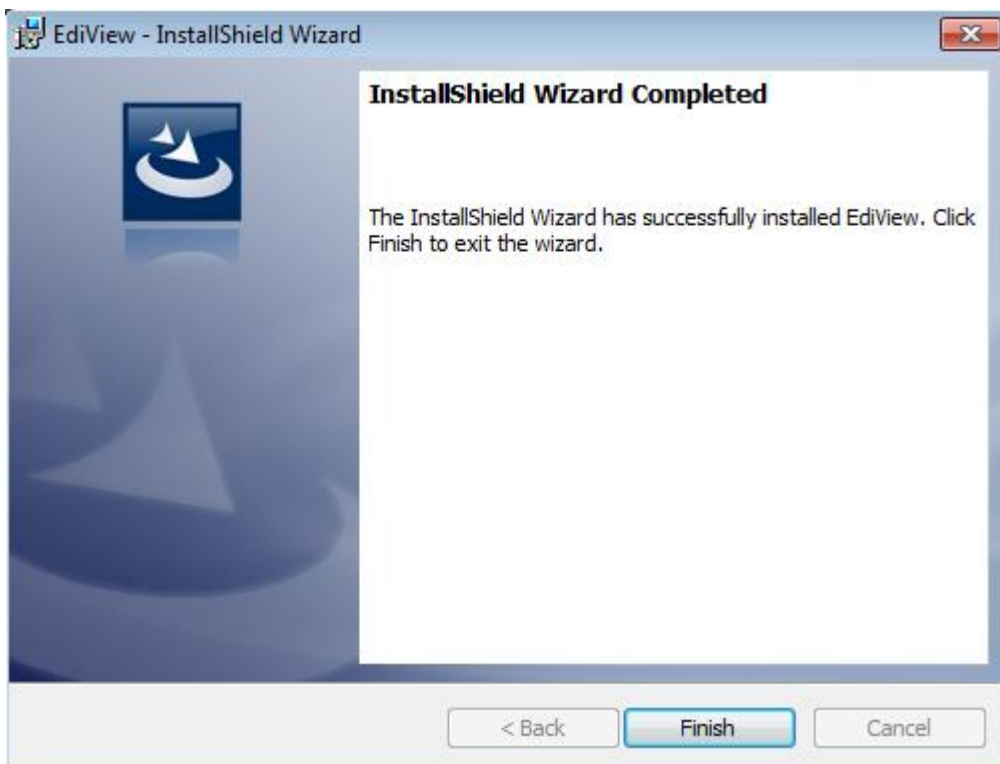 EdiView - InstallShield Wizard
InstallShield Wizard Completed
The InstallShield Wizard has successfully installed EdiView. Click
Finish to exit the wizard.
< Back
Finish
Cancel